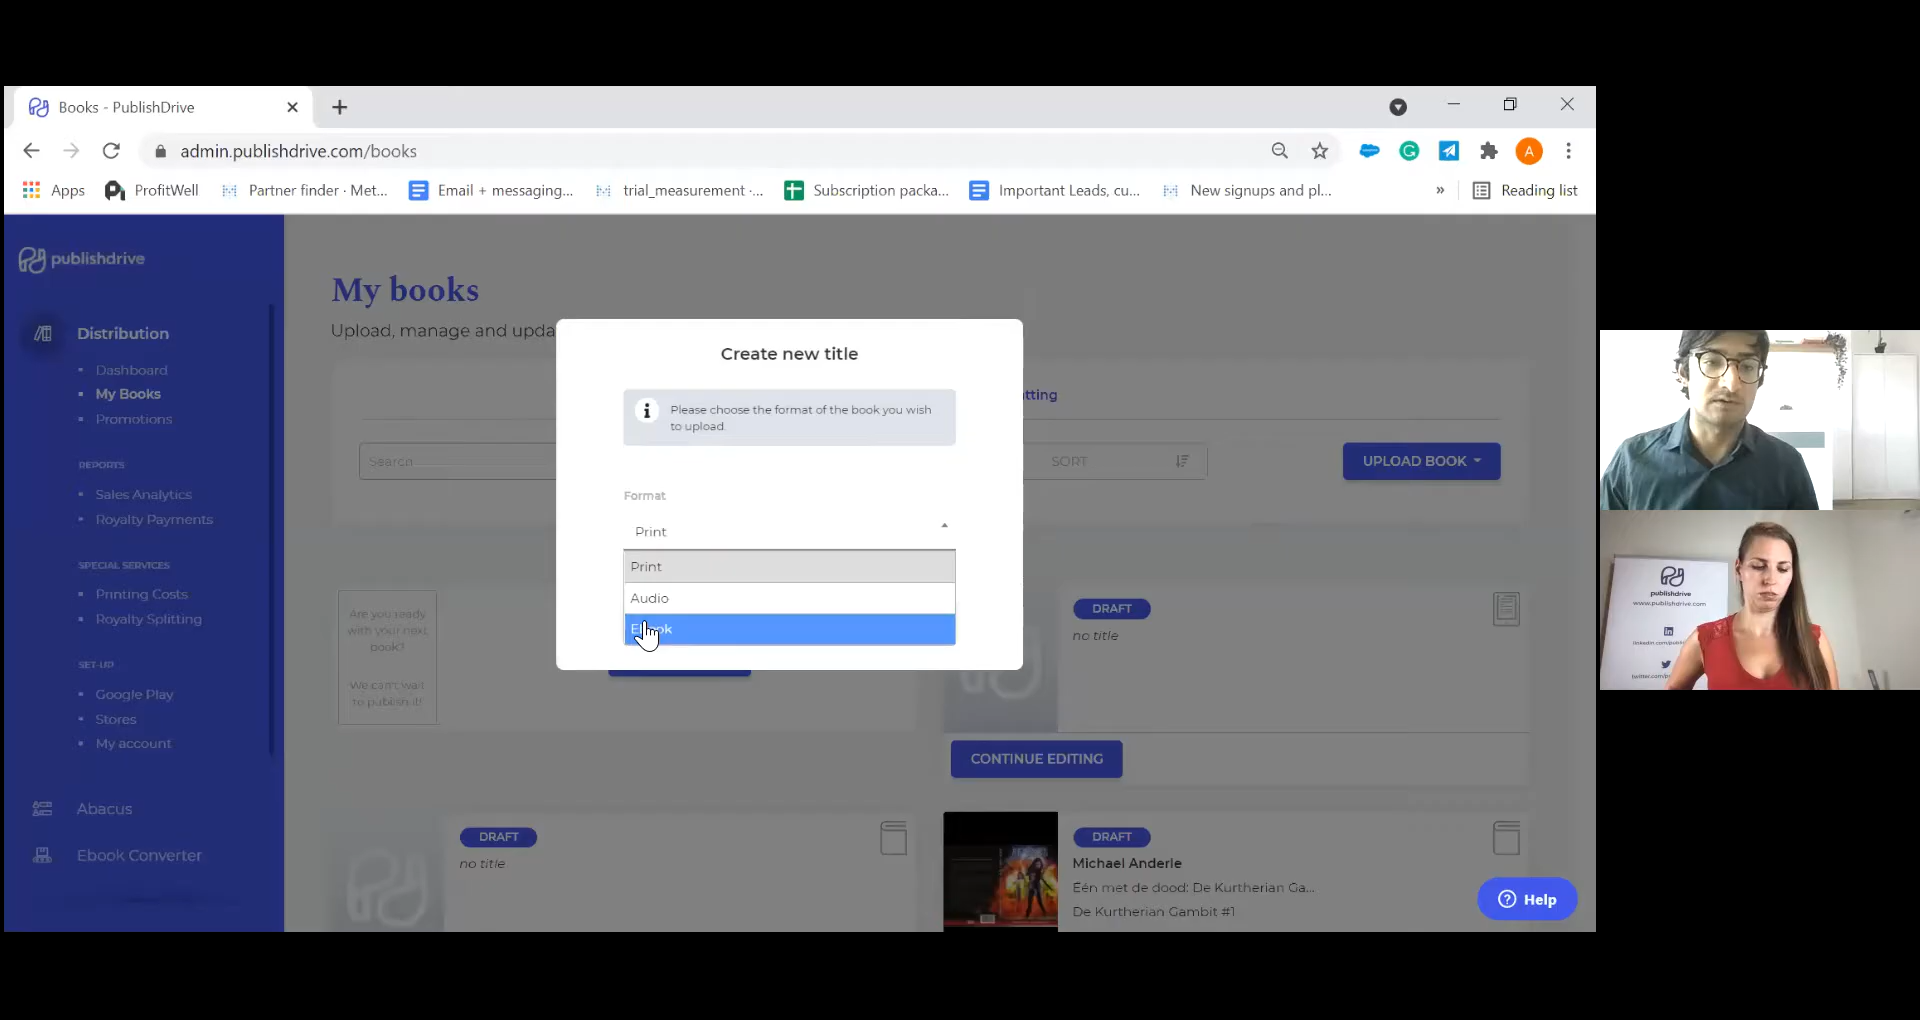 Books - PublishDrive
admin.publishdrive.com/books
A
Apps
ProfitWell
Partner finder · Met...
Email + messaging...
trial_measurement ·...
Subscription packa...
Important Leads, cu...
New signups and pl...
»
Reading list
publishdrive
Distribution
Dashboard
My Books
Promotions
REPORTS
Sales Analytics
Royalty Payments
SPECIAL SERVICES
Printing Costs
Royalty Splitting
SET-UP
Google Play
Stores
My account
Abacus
Ebook Converter
My books
Upload, manage and upda
tting
Search
SORT
UPLOAD BOOK
Create new title
Please choose the format of the book you wish
to upload.
Format
Print
Print
Audio
Ebook
Are you ready
with your next
book?
We can't wait
to publish it!
DRAFT
no title
CONTINUE EDITING
DRAFT
no title
DRAFT
Michael Anderle
Één met de dood: De Kurtherian Ga...
De Kurtherian Gambit #1
Help
publishdrive
www.publishdrive.com